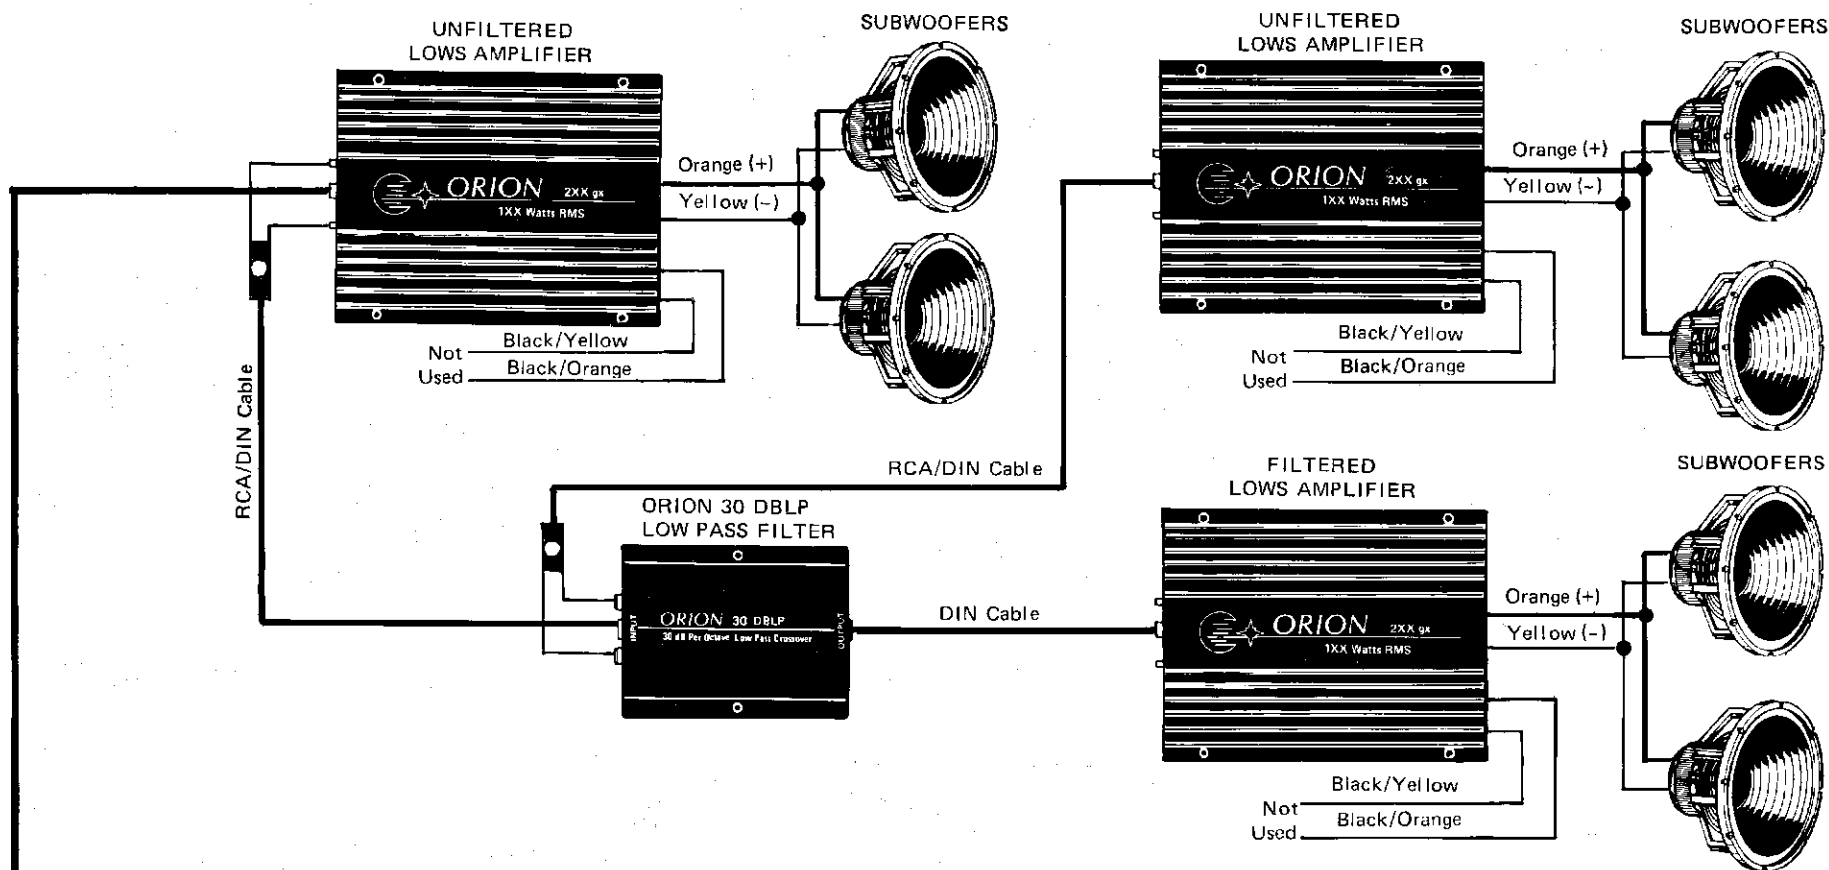 UNFILTERED
LOWS AMPLIFIER
SUBWOOFERS
ORION 2XX gx
1XX Watts RMS
Orange (+)
Yellow (-)
Black/Yellow
Black/Orange
Not
Used
RCA/DIN Cable
UNFILTERED
LOWS AMPLIFIER
SUBWOOFERS
ORION 2XX gx
1XX Watts RMS
Orange (+)
Yellow (-)
Black/Yellow
Black/Orange
Not
Used
RCA/DIN Cable
ORION 30 DBLP
LOW PASS FILTER
INPUT
ORION 30 DBLP
30 dB Per Octave Low Pass Crossover
OUTPUT
DIN Cable
FILTERED
LOWS AMPLIFIER
SUBWOOFERS
ORION 2XX gx
1XX Watts RMS
Orange (+)
Yellow (-)
Black/Yellow
Black/Orange
Not
Used